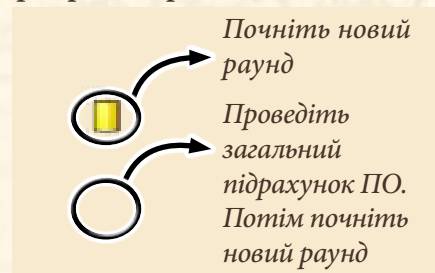 Почніть новий
раунд
Проведіть
загальний
підрахунок ПО.
Потім почніть
новий раунд